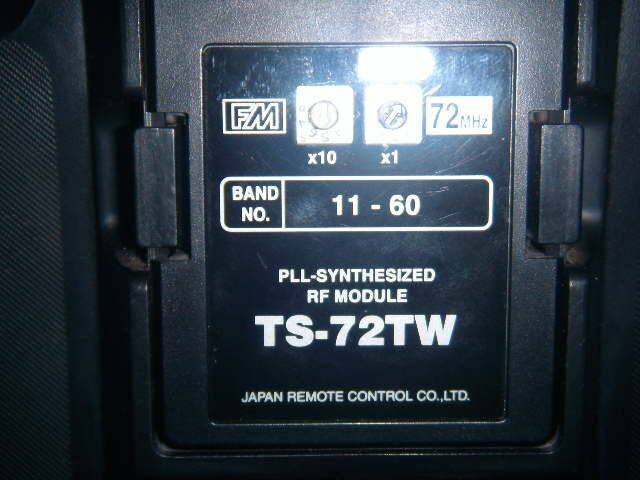 FM 72MHz
x10 x1
BAND NO. 11 - 60
PLL-SYNTHESIZED
RF MODULE
TS-72TW
JAPAN REMOTE CONTROL CO.,LTD.